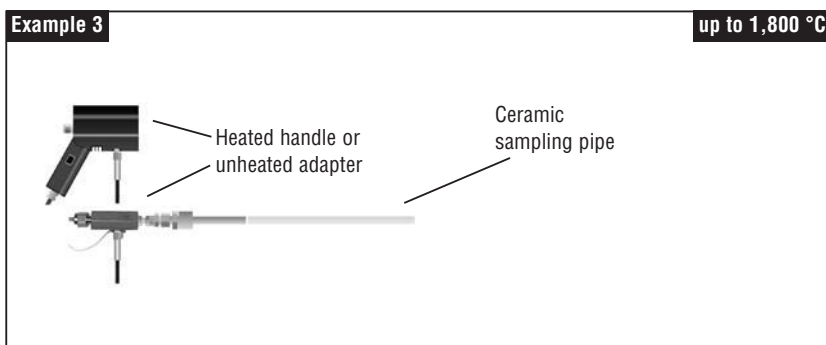 Example 3
up to 1,800 °C
Heated handle or
unheated adapter
Ceramic
sampling pipe